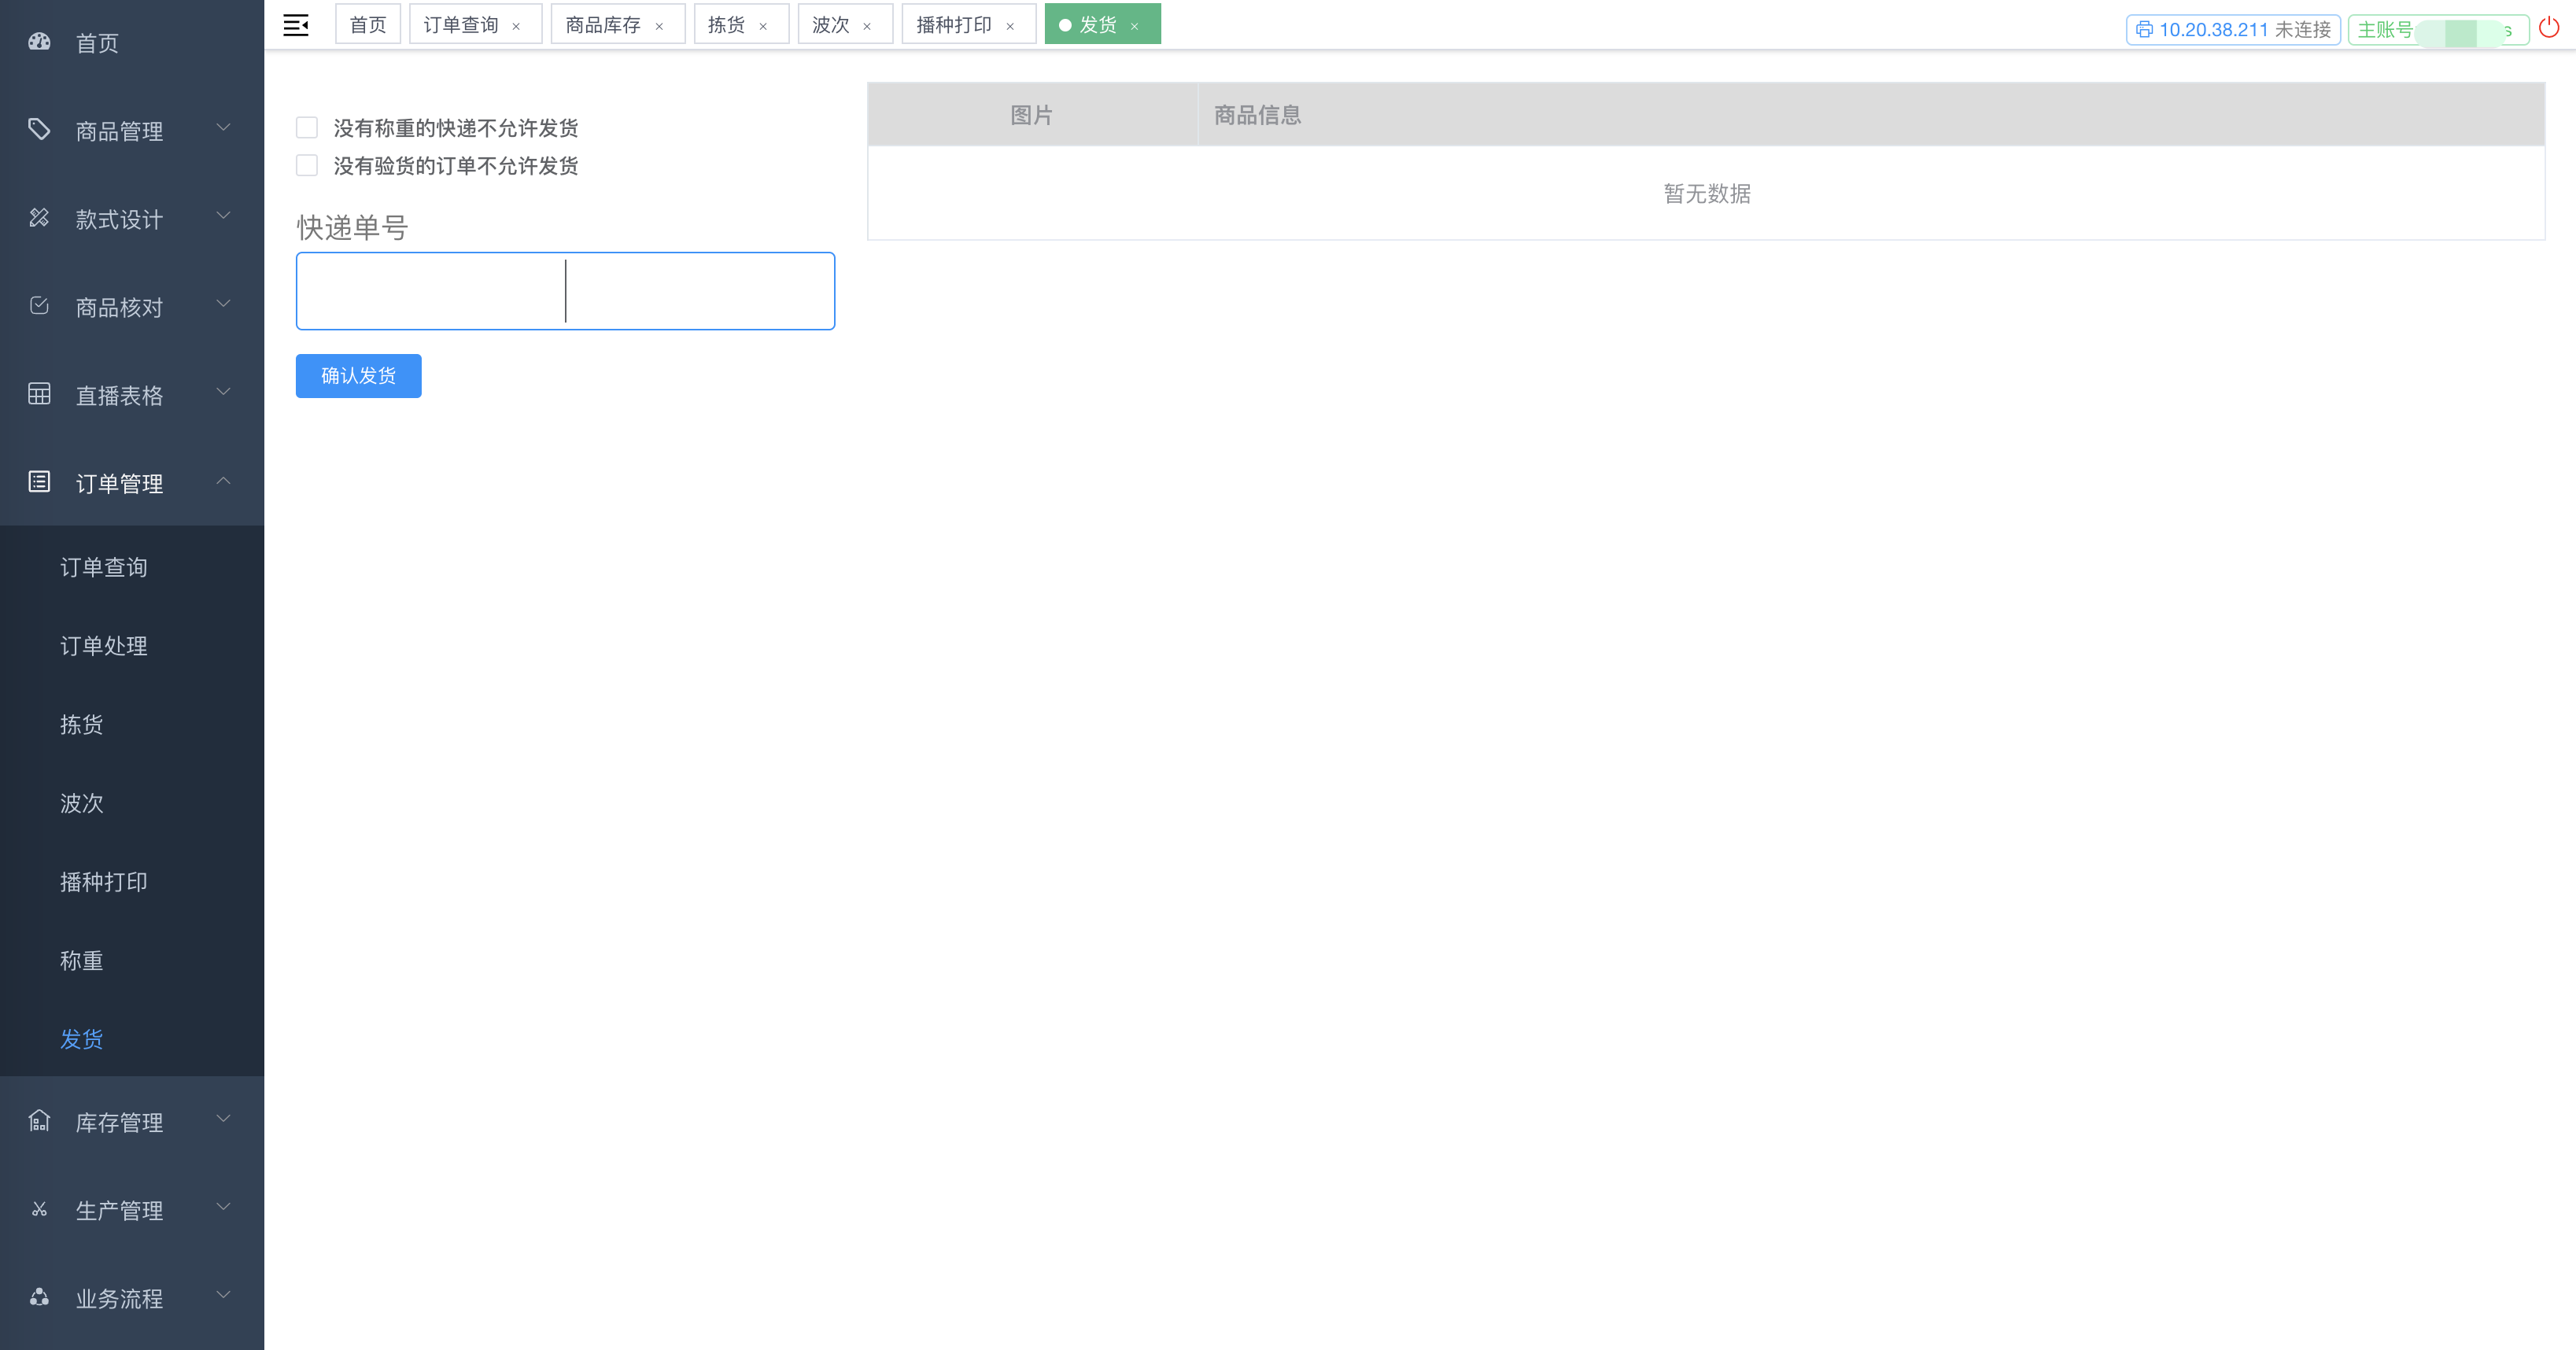 首页
商品管理
款式设计
商品核对
直播表格
订单管理
订单查询
订单处理
拣货
波次
播种打印
称重
发货
库存管理
生产管理
业务流程
首页 订单查询 × 商品库存 × 拣货 × 波次 × 播种打印 × 发货 ×
10.20.38.211 未连接 主账号 s
没有称重的快递不允许发货
没有验货的订单不允许发货
快递单号
确认发货
图片 商品信息
暂无数据